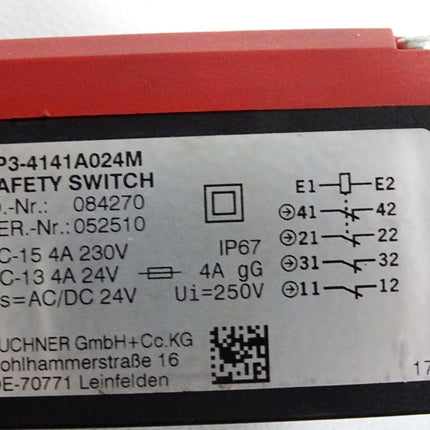 P3-4141A024M
AFETY SWITCH
D.-Nr.: 084270
ER.-Nr.: 052510
C-15 4A 230V IP67
C-13 4A 24V 4A gG
s=AC/DC 24V Ui=250V
UCHNER GmbH+Co.KG
ohlhammerstraße 16
DE-70771 Leinfelden
E1 E2
41 42
21 22
31 32
11 12
17